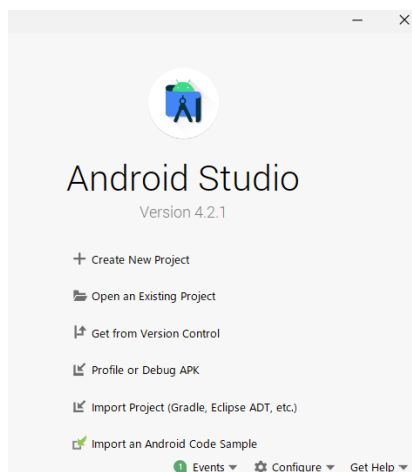 Android Studio
Version 4.2.1
Create New Project
Open an Existing Project
Get from Version Control
Profile or Debug APK
Import Project (Gradle, Eclipse ADT, etc.)
Import an Android Code Sample
1 Events Configure Get Help